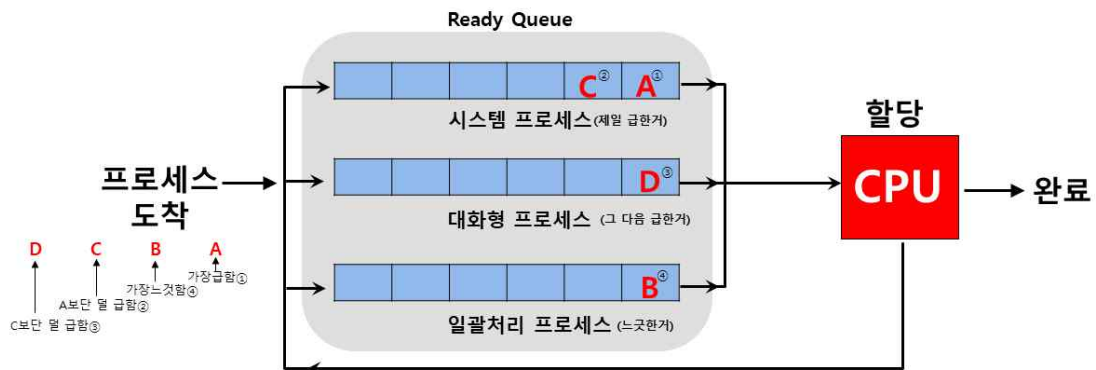 Ready Queue
C② A①
시스템 프로세스(제일 급한거)
할당
프로세스
도착
D③
CPU
완료
대화형 프로세스 (그 다음 급한거)
D C B A
가장급함①
가장느것함④
A보단 덜 급함②
C보단 덜 급함③
B④
일괄처리 프로세스 (느긋한거)